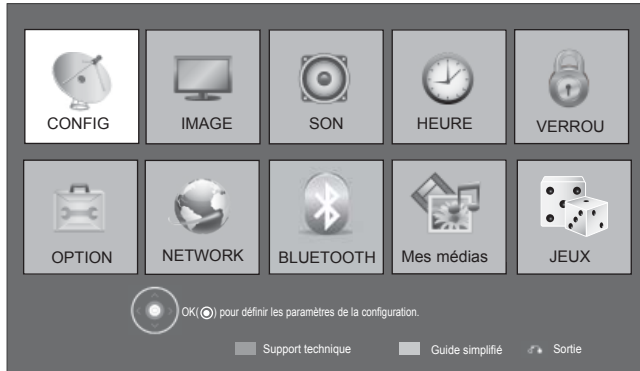 CONFIG
IMAGE
SON
HEURE
VERROU
OPTION
NETWORK
BLUETOOTH
Mes médias
JEUX
OK(◉) pour définir les paramètres de la configuration.
Support technique
Guide simplifié
Sortie